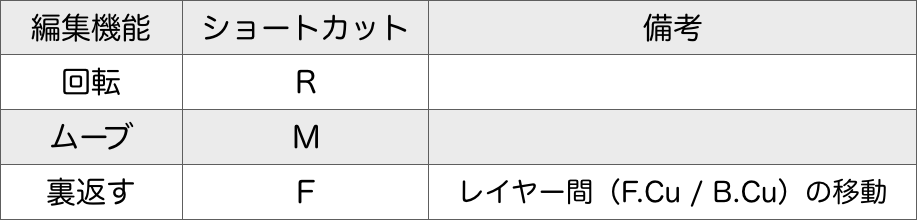 編集機能 ショートカット 備考
回転 R
ムーブ M
裏返す F レイヤー間（F.Cu / B.Cu）の移動